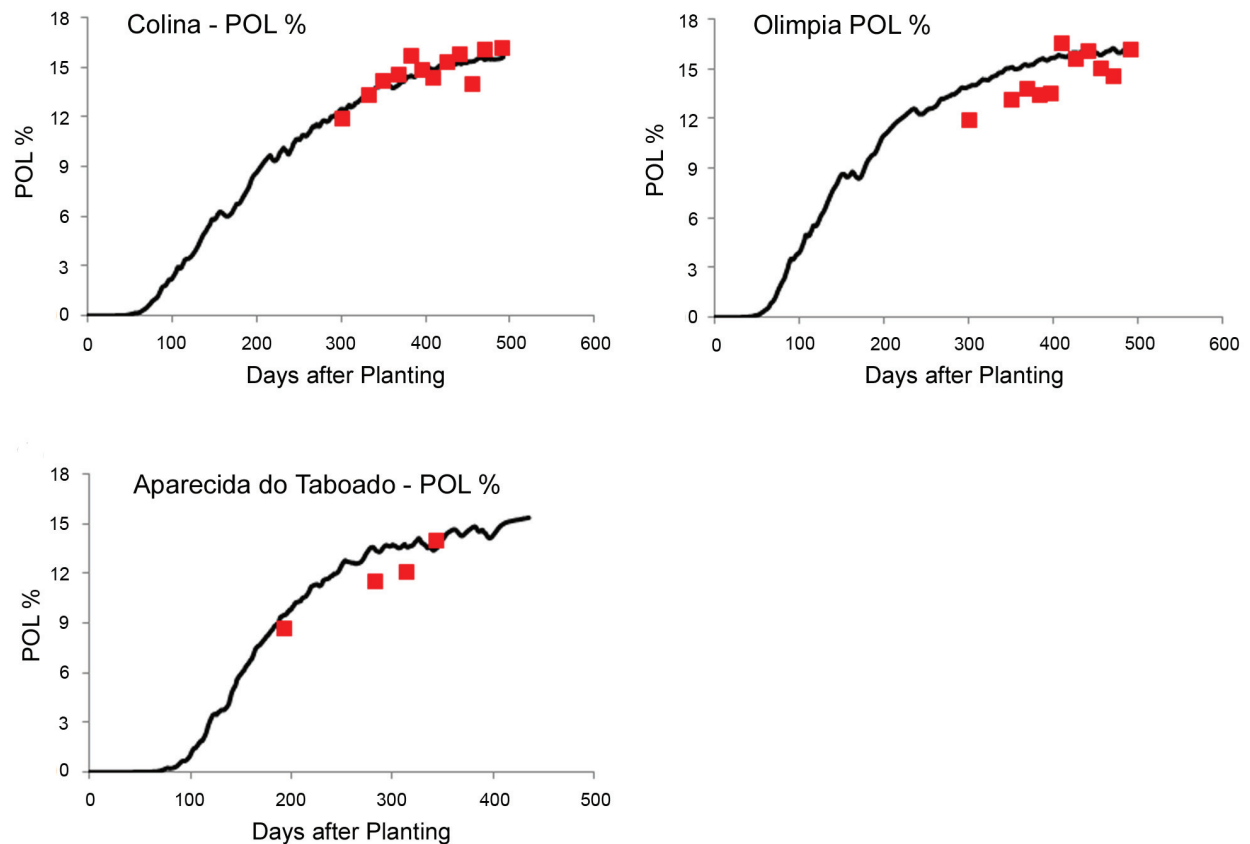 Colina - POL %
18
15
12
9
6
3
0
POL %
0 100 200 300 400 500 600
Days after Planting
Olimpia POL %
18
15
12
9
6
3
0
POL %
0 100 200 300 400 500 600
Days after Planting
Aparecida do Taboado - POL %
18
15
12
9
6
3
0
POL %
0 100 200 300 400 500
Days after Planting